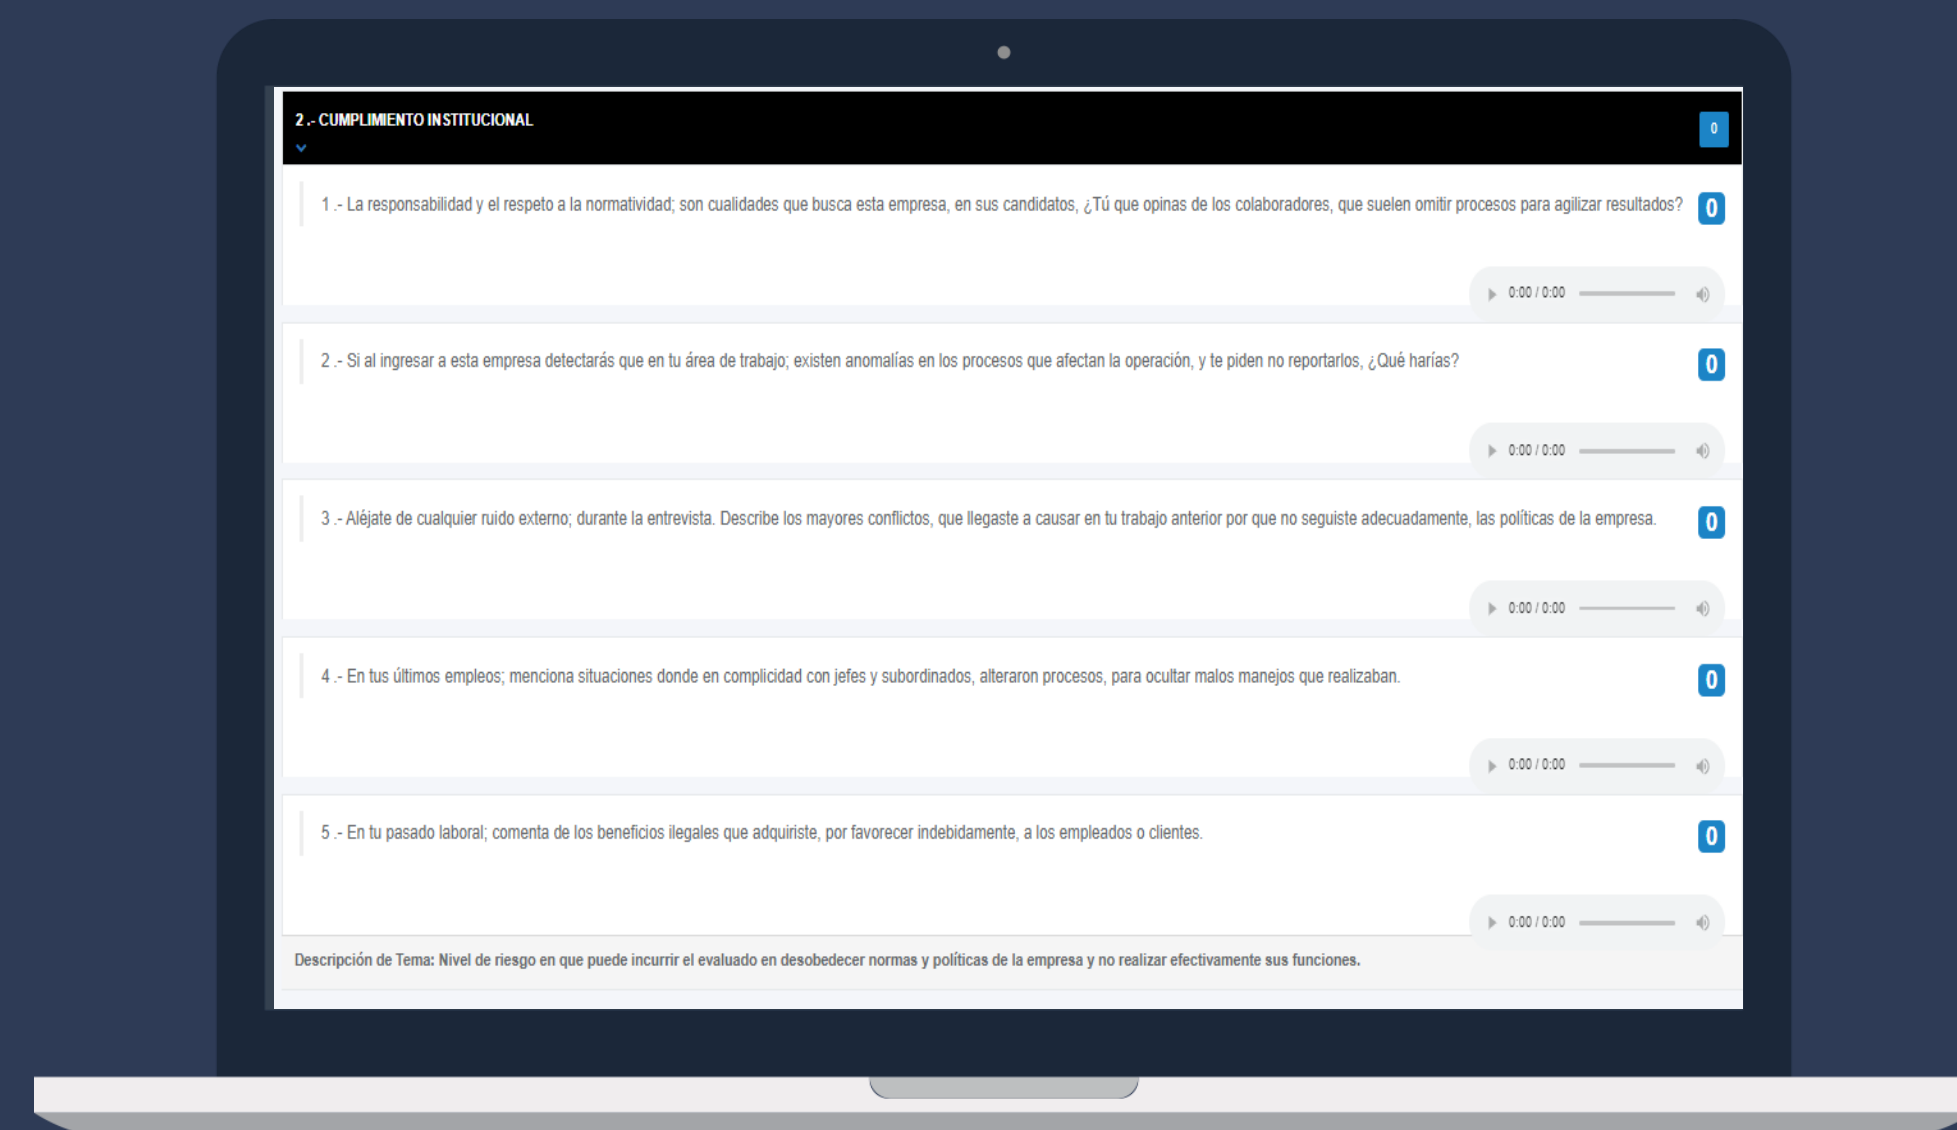 2 .- CUMPLIMIENTO INSTITUCIONAL
0
1 .- La responsabilidad y el respeto a la normatividad; son cualidades que busca esta empresa, en sus candidatos, ¿Tú que opinas de los colaboradores, que suelen omitir procesos para agilizar resultados?
0
0:00 / 0:00
2 .- Si al ingresar a esta empresa detectarás que en tu área de trabajo; existen anomalías en los procesos que afectan la operación, y te piden no reportarlos, ¿Qué harías?
0
0:00 / 0:00
3 .- Aléjate de cualquier ruido externo; durante la entrevista. Describe los mayores conflictos, que llegaste a causar en tu trabajo anterior por que no seguiste adecuadamente, las políticas de la empresa.
0
0:00 / 0:00
4 .- En tus últimos empleos; menciona situaciones donde en complicidad con jefes y subordinados, alteraron procesos, para ocultar malos manejos que realizaban.
0
0:00 / 0:00
5 .- En tu pasado laboral; comenta de los beneficios ilegales que adquiriste, por favorecer indebidamente, a los empleados o clientes.
0
0:00 / 0:00
Descripción de Tema: Nivel de riesgo en que puede incurrir el evaluado en desobedecer normas y políticas de la empresa y no realizar efectivamente sus funciones.